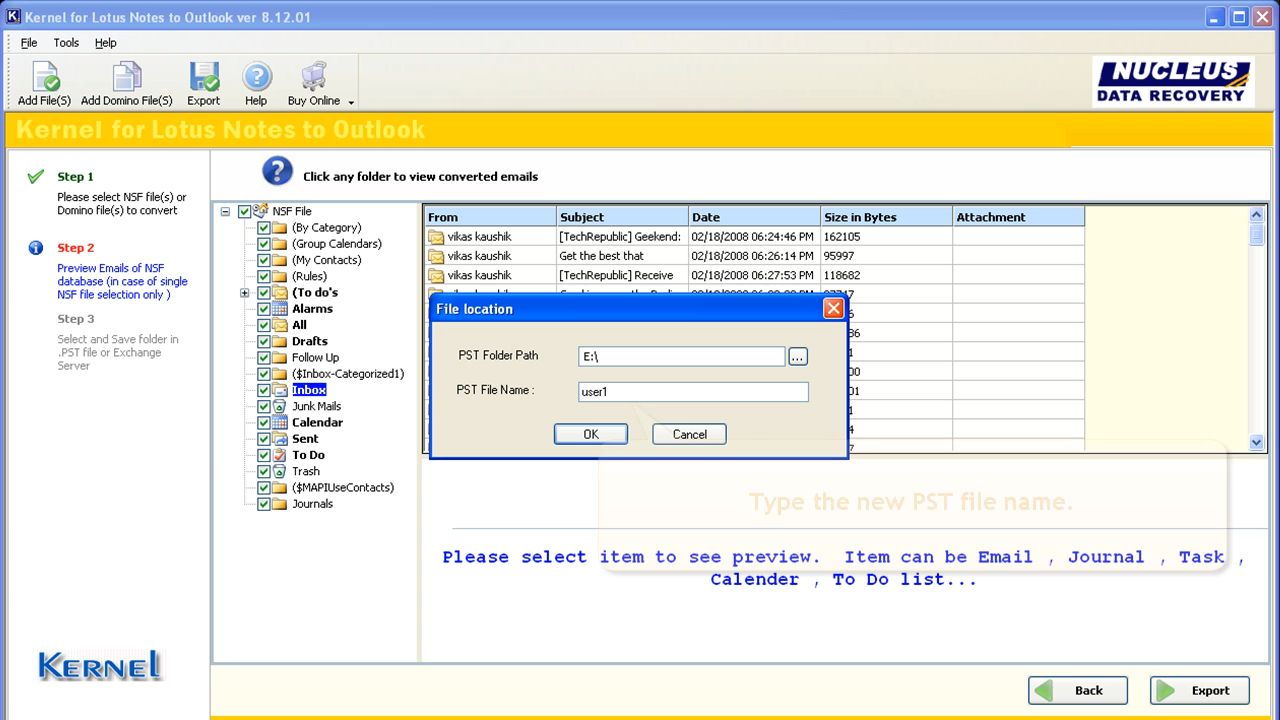 Kernel for Lotus Notes to Outlook ver 8.12.01
File Tools Help
Add File(S) Add Domino File(S) Export Help Buy Online
NUCLEUS
DATA RECOVERY
Kernel for Lotus Notes to Outlook
Step 1
Please select NSF file(s) or
Domino file(s) to convert
Step 2
Preview Emails of NSF
database (in case of single
NSF file selection only )
Step 3
Select and Save folder in
.PST file or Exchange
Server
KERNEL
Click any folder to view converted emails
NSF File
(By Category)
(Group Calendars)
(My Contacts)
(Rules)
(To do's
Alarms
All
Drafts
Follow Up
($Inbox-Categorized1)
Inbox
Junk Mails
Calendar
Sent
To Do
Trash
($MAPIUseContacts)
Journals
From Subject Date Size in Bytes Attachment
vikas kaushik [TechRepublic] Geekend: 02/18/2008 06:24:46 PM 162105
vikas kaushik Get the best that 02/18/2008 06:26:14 PM 95997
vikas kaushik [TechRepublic] Receive 02/18/2008 06:27:53 PM 118682
File location
PST Folder Path E:\ ...
PST File Name : user1
OK Cancel
Type the new PST file name.
Please select item to see preview. Item can be Email , Journal , Task ,
Calender , To Do list...
Back Export